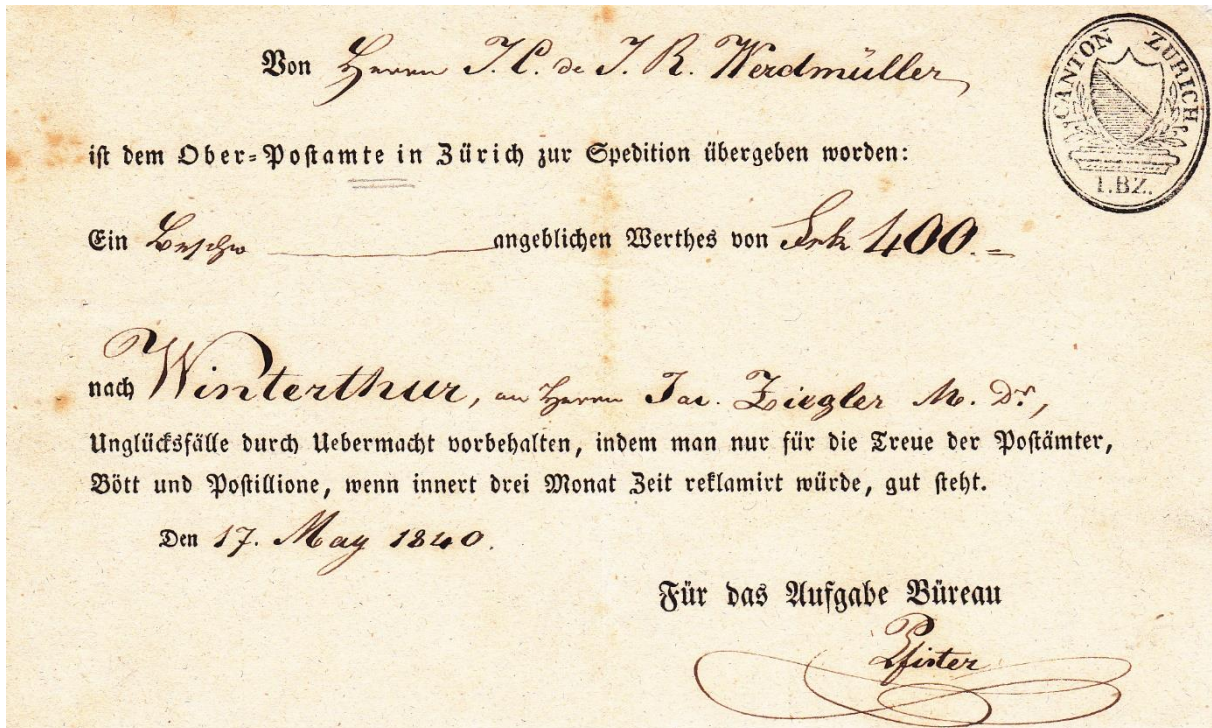 Von Herrn J. C. de J. R. Werdmüller
CANTON ZÜRICH
1.BZ.
ist dem Ober-Postamte in Zürich zur Spedition übergeben worden:
Ein angeblichen Werthes von 400.-
nach Winterthur, an Herrn Jac. Ziegler M. Dr,
Unglücksfälle durch Uebermacht vorbehalten, indem man nur für die Treue der Postämter,
Bött und Postillione, wenn innert drei Monat Zeit reklamirt würde, gut steht.
Den 17. May 1840.
Für das Aufgabe Büreau
Pfister